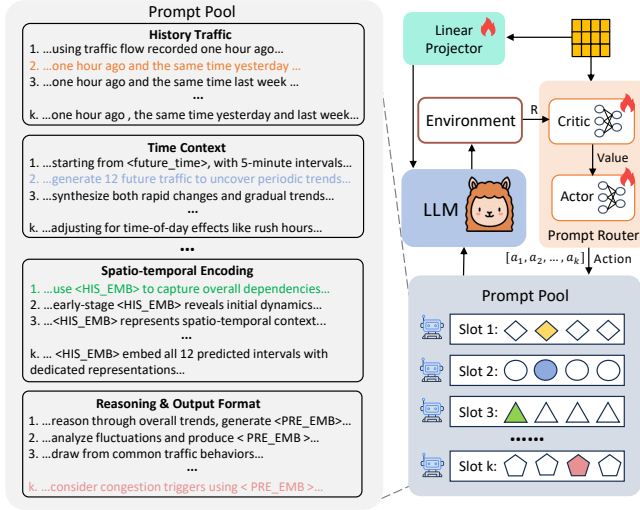 Prompt Pool
History Traffic
1. ...using traffic flow recorded one hour ago...
2. ...one hour ago and the same time yesterday ...
3. ...one hour ago and the same time last week ...
...
k. ...one hour ago , the same time yesterday and last week...
Time Context
1. ...starting from <future_time>, with 5-minute intervals...
2. ...generate 12 future traffic to uncover periodic trends...
3. ...synthesize both rapid changes and gradual trends...
...
k. ...adjusting for time-of-day effects like rush hours...
...
Spatio-temporal Encoding
1. ...use <HIS_EMB> to capture overall dependencies...
2. ...early-stage <HIS_EMB> reveals initial dynamics...
3. ...<HIS_EMB> represents spatio-temporal context...
...
k. ... <HIS_EMB> embed all 12 predicted intervals with
dedicated representations...
Reasoning & Output Format
1. ...reason through overall trends, generate <PRE_EMB>...
2. ...analyze fluctuations and produce < PRE_EMB >...
3. ...draw from common traffic behaviors...
...
k. ...consider congestion triggers using < PRE_EMB >...
Linear
Projector
Environment
R
Critic
Value
Actor
Prompt Router
LLM
[a₁, a₂, ..., aₖ]
Action
Prompt Pool
Slot 1:
Slot 2:
Slot 3:
......
Slot k: